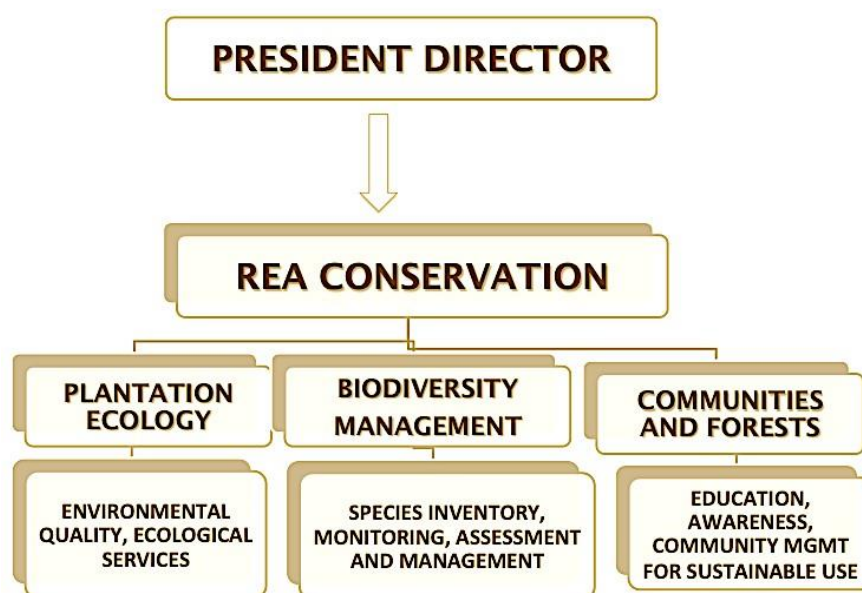 PRESIDENT DIRECTOR
REA CONSERVATION
PLANTATION
ECOLOGY
BIODIVERSITY
MANAGEMENT
COMMUNITIES
AND FORESTS
ENVIRONMENTAL
QUALITY, ECOLOGICAL
SERVICES
SPECIES INVENTORY,
MONITORING, ASSESSMENT
AND MANAGEMENT
EDUCATION,
AWARENESS,
COMMUNITY MGMT
FOR SUSTAINABLE USE